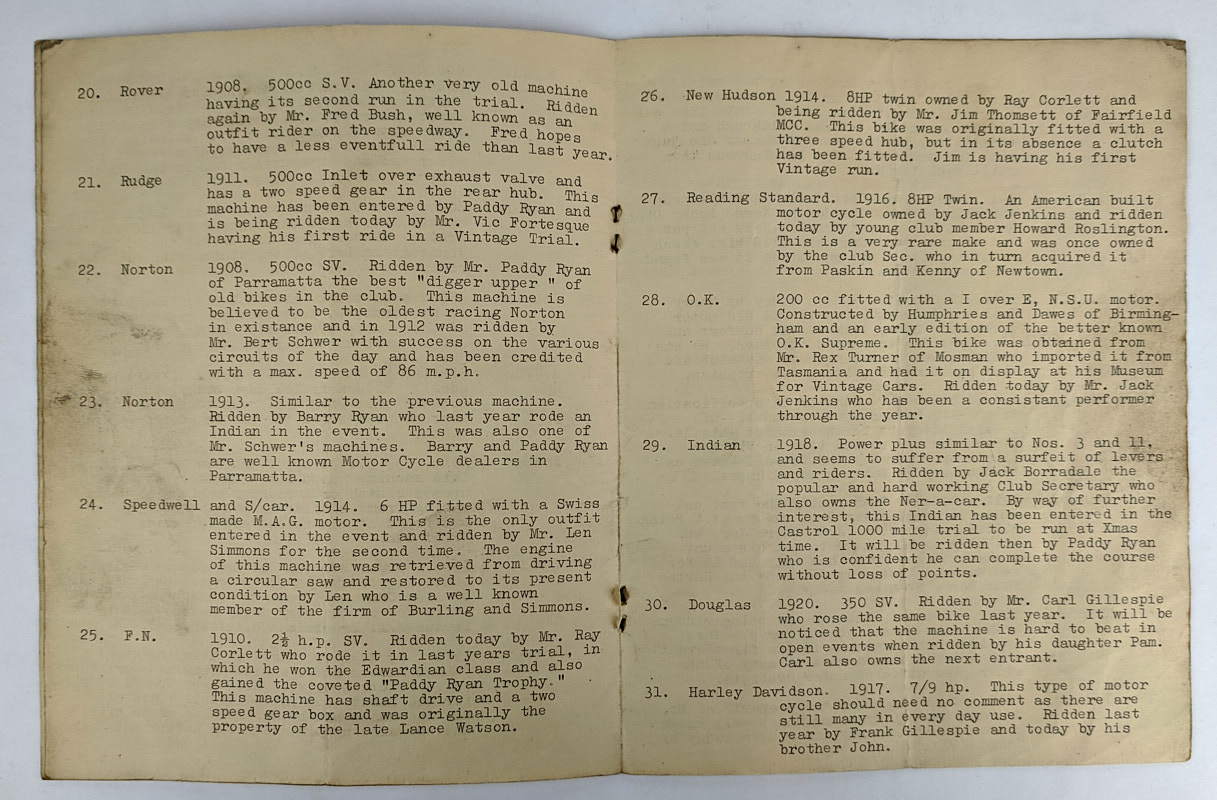 20. Rover 1908. 500cc S.V. Another very old machine
having its second run in the trial. Ridden
again by Mr. Fred Bush, well known as an
outfit rider on the speedway. Fred hopes
to have a less eventfull ride than last year.
21. Rudge 1911. 500cc Inlet over exhaust valve and
has a two speed gear in the rear hub. This
machine has been entered by Paddy Ryan and
is being ridden today by Mr. Vic Fortesque
having his first ride in a Vintage Trial.
22. Norton 1908. 500cc SV. Ridden by Mr. Paddy Ryan
of Parramatta the best "digger upper " of
old bikes in the club. This machine is
believed to be the oldest racing Norton
in existance and in 1912 was ridden by
Mr. Bert Schwer with success on the various
circuits of the day and has been credited
with a max. speed of 86 m.p.h.
23. Norton 1913. Similar to the previous machine.
Ridden by Barry Ryan who last year rode an
Indian in the event. This was also one of
Mr. Schwer's machines. Barry and Paddy Ryan
are well known Motor Cycle dealers in
Parramatta.
24. Speedwell and S/car. 1914. 6 HP fitted with a Swiss
made M.A.G. motor. This is the only outfit
entered in the event and ridden by Mr. Len
Simmons for the second time. The engine
of this machine was retrieved from driving
a circular saw and restored to its present
condition by Len who is a well known
member of the firm of Burling and Simmons.
25. F.N. 1910. 2½ h.p. SV. Ridden today by Mr. Ray
Corlett who rode it in last years trial, in
which he won the Edwardian class and also
gained the coveted "Paddy Ryan Trophy."
This machine has shaft drive and a two
speed gear box and was originally the
property of the late Lance Watson.
26. New Hudson 1914. 8HP twin owned by Ray Corlett and
being ridden by Mr. Jim Thomsett of Fairfield
MCC. This bike was originally fitted with a
three speed hub, but in its absence a clutch
has been fitted. Jim is having his first
Vintage run.
27. Reading Standard. 1916. 8HP Twin. An American built
motor cycle owned by Jack Jenkins and ridden
today by young club member Howard Roslington.
This is a very rare make and was once owned
by the club Sec. who in turn acquired it
from Paskin and Kenny of Newtown.
28. O.K. 200 cc fitted with a I over E, N.S.U. motor.
Constructed by Humphries and Dawes of Birming-
ham and an early edition of the better known
O.K. Supreme. This bike was obtained from
Mr. Rex Turner of Mosman who imported it from
Tasmania and had it on display at his Museum
for Vintage Cars. Ridden today by Mr. Jack
Jenkins who has been a consistant performer
through the year.
29. Indian 1918. Power plus similar to Nos. 3 and 11,
and seems to suffer from a surfeit of levers
and riders. Ridden by Jack Borradale the
popular and hard working Club Secretary who
also owns the Ner-a-car. By way of further
interest, this Indian has been entered in the
Castrol 1000 mile trial to be run at Xmas
time. It will be ridden then by Paddy Ryan
who is confident he can complete the course
without loss of points.
30. Douglas 1920. 350 SV. Ridden by Mr. Carl Gillespie
who rose the same bike last year. It will be
noticed that the machine is hard to beat in
open events when ridden by his daughter Pam.
Carl also owns the next entrant.
31. Harley Davidson. 1917. 7/9 hp. This type of motor
cycle should need no comment as there are
still many in every day use. Ridden last
year by Frank Gillespie and today by his
brother John.